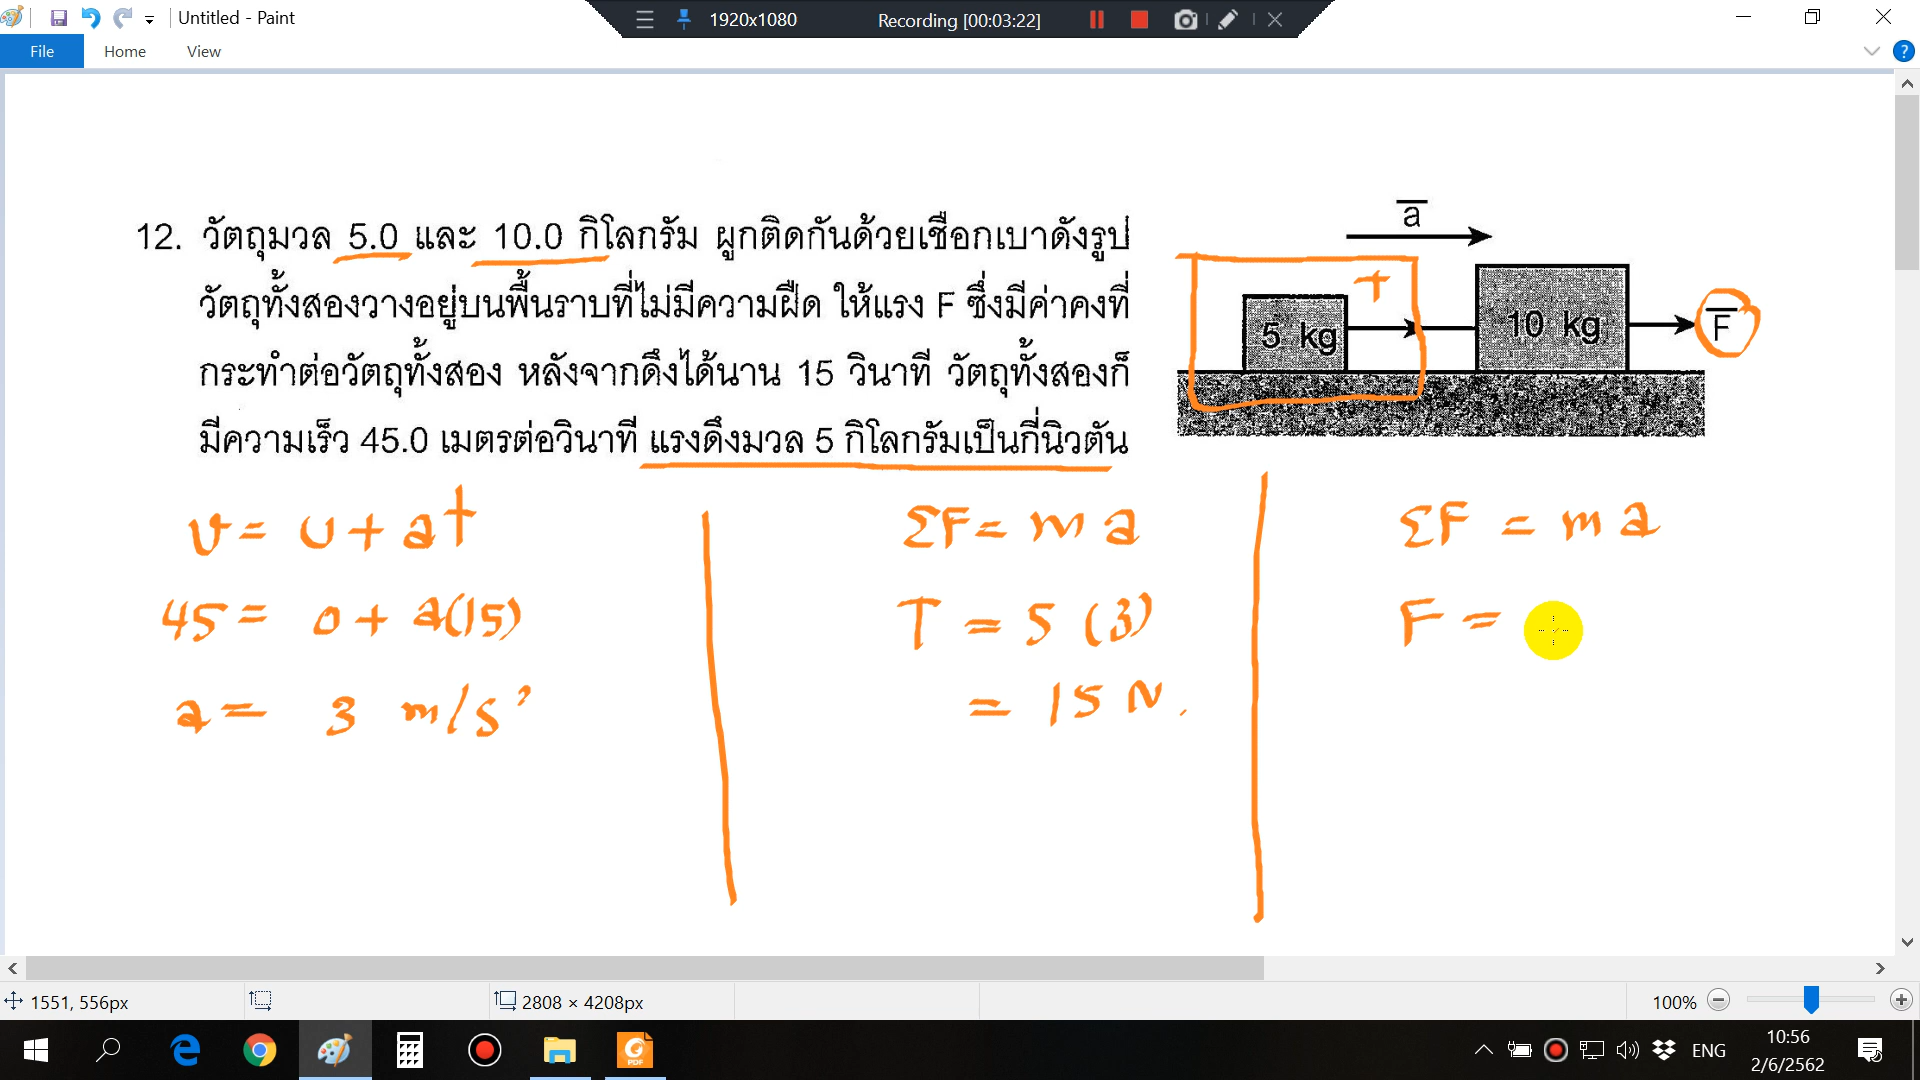 Untitled - Paint
1920x1080
Recording [00:03:22]
File
Home
View
12. วัตถุมวล 5.0 และ 10.0 กิโลกรัม ผูกติดกันด้วยเชือกเบาดังรูป
วัตถุทั้งสองวางอยู่บนพื้นราบที่ไม่มีความฝืด ให้แรง F ซึ่งมีค่าคงที่
กระทำต่อวัตถุทั้งสอง หลังจากดึงได้นาน 15 วินาที วัตถุทั้งสองก็
มีความเร็ว 45.0 เมตรต่อวินาที แรงดึงมวล 5 กิโลกรัมเป็นกี่นิวตัน
a
T
5 kg
10 kg
F
v = u + at
45 = 0 + a(15)
a = 3 m/s²
ΣF = ma
T = 5 (3)
= 15 N.
ΣF = ma
F =
1551, 556px
2808 × 4208px
100%
PDF
ENG
10:56
2/6/2562